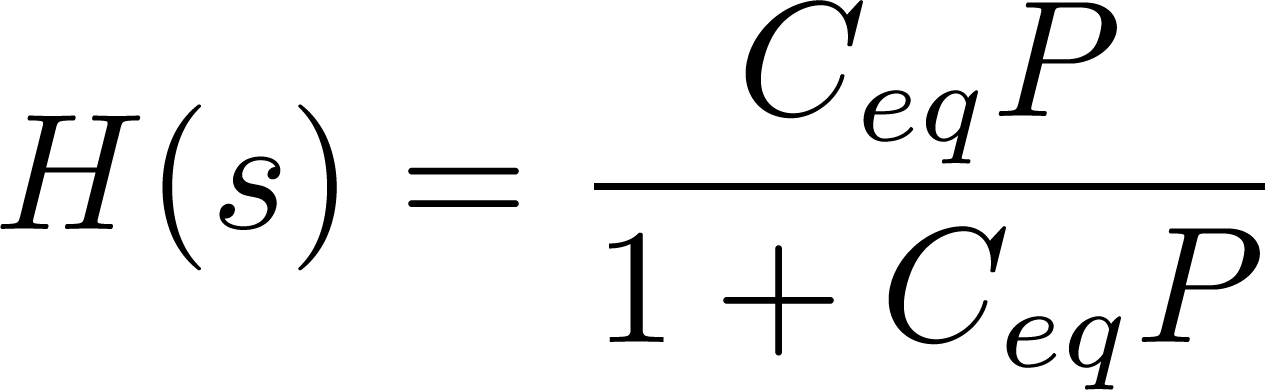 H(s) = \frac{C_{eq}P}{1 + C_{eq}P}